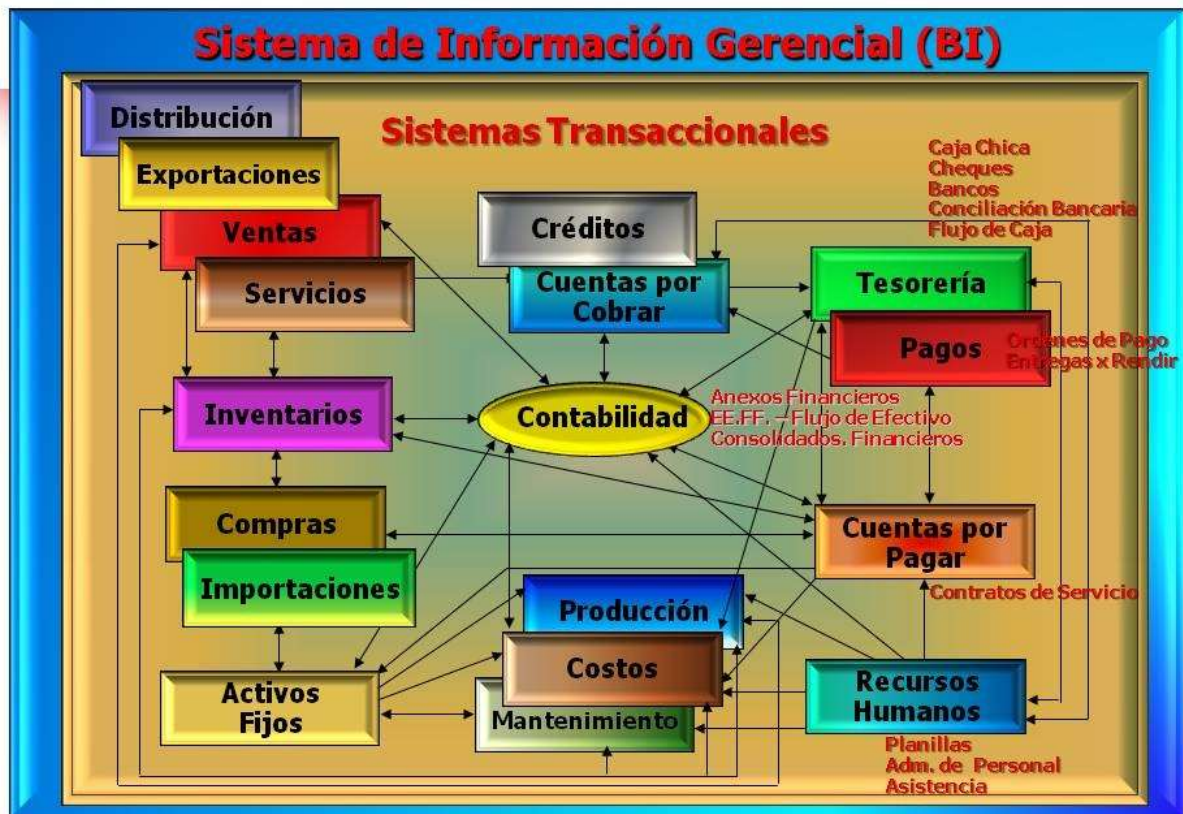 Sistema de Información Gerencial (BI)
Distribución
Sistemas Transaccionales
Exportaciones
Caja Chica
Cheques
Bancos
Conciliación Bancaria
Flujo de Caja
Ventas
Créditos
Servicios
Cuentas por
Cobrar
Tesorería
Pagos
Ordenes de Pago
Entregas x Rendir
Inventarios
Contabilidad
Anexos Financieros
EE.FF. – Flujo de Efectivo
Consolidados. Financieros
Compras
Cuentas por
Pagar
Importaciones
Contratos de Servicio
Producción
Costos
Activos
Fijos
Mantenimiento
Recursos
Humanos
Planillas
Adm. de Personal
Asistencia